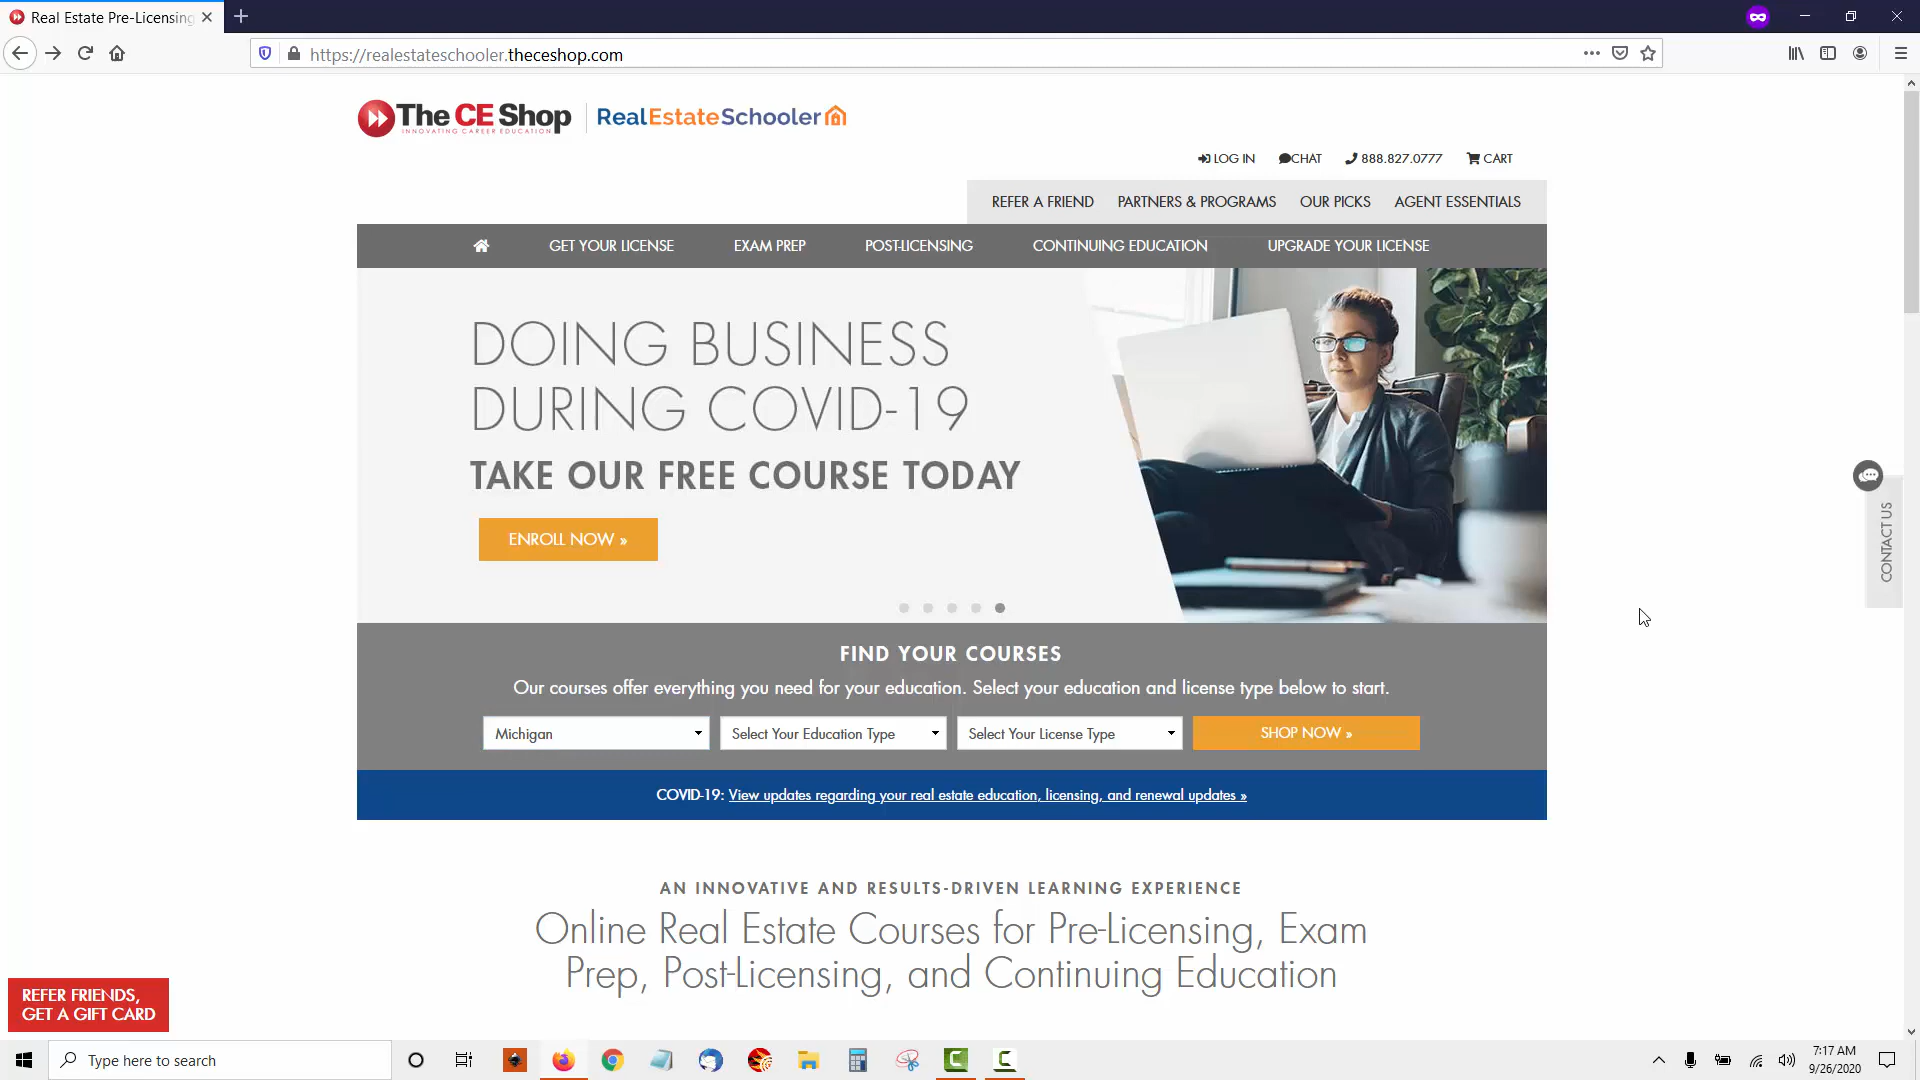 Real Estate Pre-Licensing
https://realestateschooler.theceshop.com
The CE Shop
INNOVATING CAREER EDUCATION
RealEstateSchooler
LOG IN
CHAT
888.827.0777
CART
REFER A FRIEND
PARTNERS & PROGRAMS
OUR PICKS
AGENT ESSENTIALS
GET YOUR LICENSE
EXAM PREP
POST-LICENSING
CONTINUING EDUCATION
UPGRADE YOUR LICENSE
DOING BUSINESS
DURING COVID-19
TAKE OUR FREE COURSE TODAY
ENROLL NOW »
CONTACT US
FIND YOUR COURSES
Our courses offer everything you need for your education. Select your education and license type below to start.
Michigan
Select Your Education Type
Select Your License Type
SHOP NOW »
COVID-19: View updates regarding your real estate education, licensing, and renewal updates »
AN INNOVATIVE AND RESULTS-DRIVEN LEARNING EXPERIENCE
Online Real Estate Courses for Pre-Licensing, Exam
Prep, Post-Licensing, and Continuing Education
REFER FRIENDS,
GET A GIFT CARD
Type here to search
7:17 AM
9/26/2020